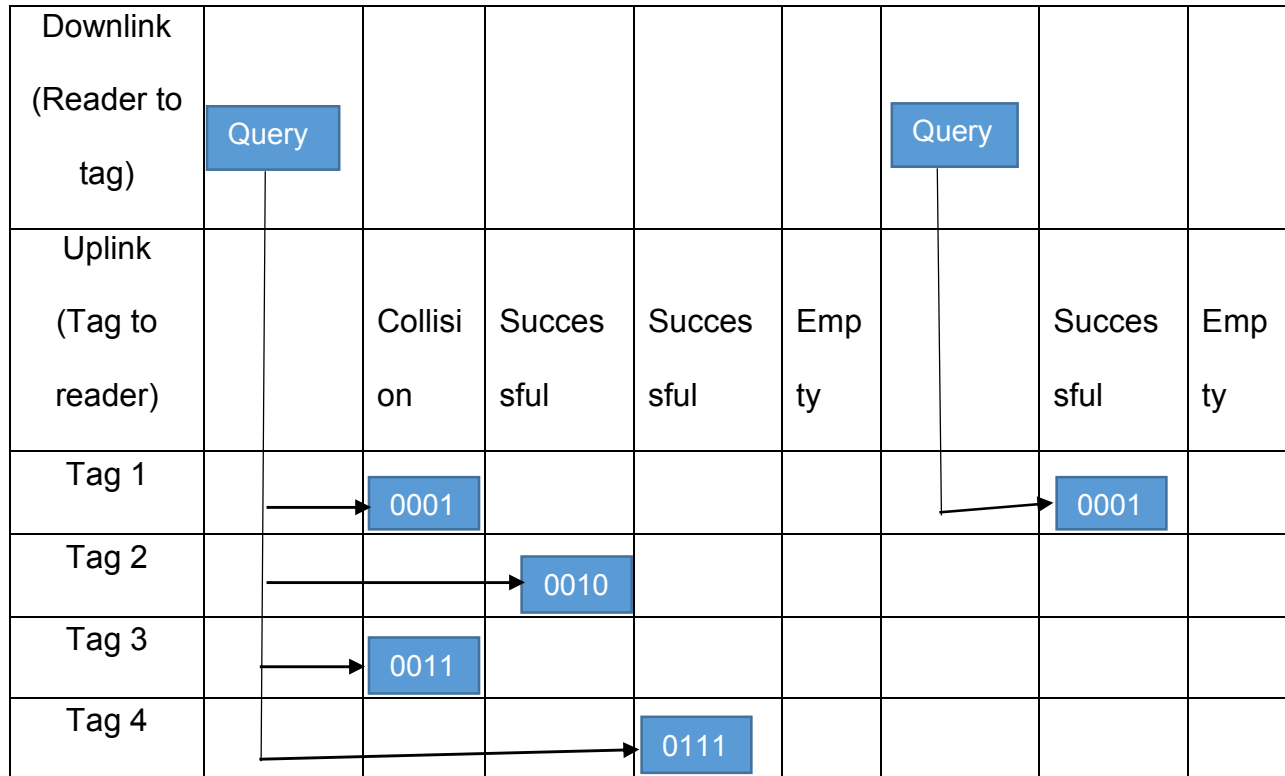 Downlink
(Reader to
tag)
Query
Query
Uplink
(Tag to
reader)
Collisi
on
Succes
sful
Succes
sful
Emp
ty
Succes
sful
Emp
ty
Tag 1
0001
0001
Tag 2
0010
Tag 3
0011
Tag 4
0111